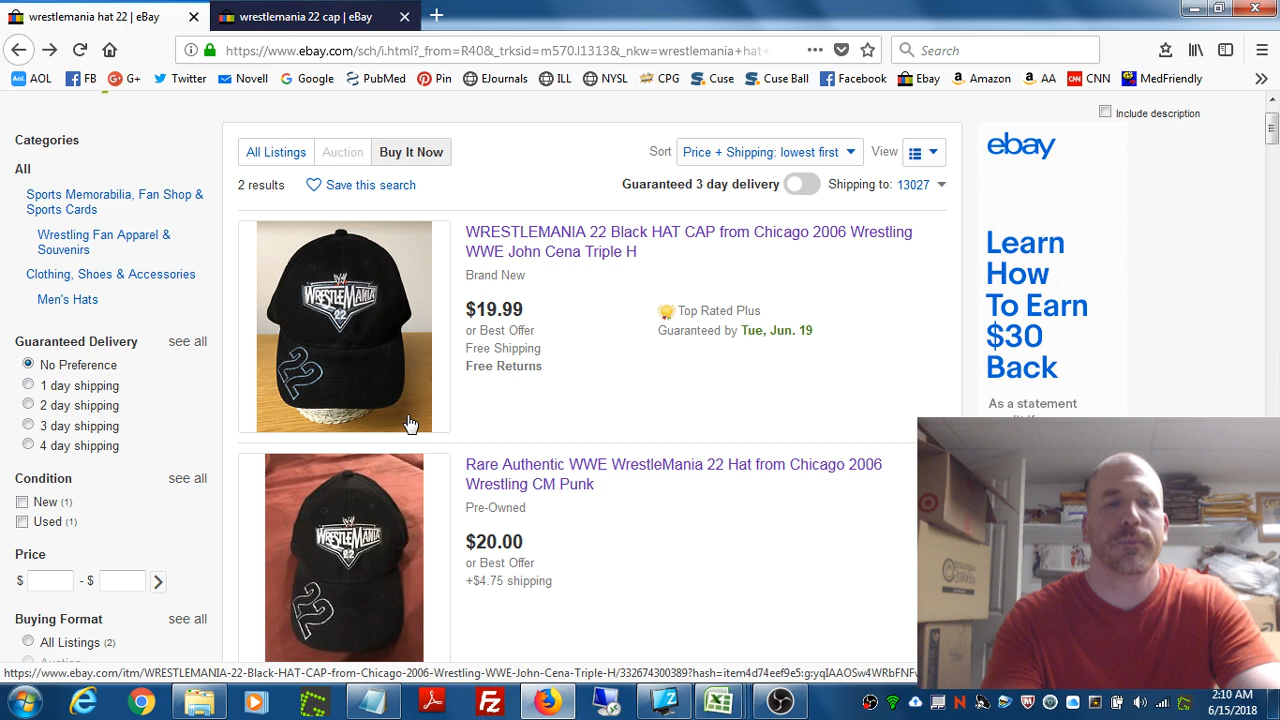 wrestlemania hat 22 | eBay
wrestlemania 22 cap | eBay
https://www.ebay.com/sch/i.html?_from=R40&_trksid=m570.l1313&_nkw=wrestlemania+hat+
Search
AOL
FB
G+
Twitter
Novell
Google
PubMed
Pin
EJournals
ILL
NYSL
CPG
Cuse
Cuse Ball
Facebook
Ebay
Amazon
AA
CNN
MedFriendly
Include description
Categories
All
Sports Memorabilia, Fan Shop &
Sports Cards
Wrestling Fan Apparel &
Souvenirs
Clothing, Shoes & Accessories
Men's Hats
Guaranteed Delivery see all
No Preference
1 day shipping
2 day shipping
3 day shipping
4 day shipping
Condition see all
New (1)
Used (1)
Price
$ - $
Buying Format see all
All Listings (2)
All Listings Auction Buy It Now
Sort Price + Shipping: lowest first View
2 results Save this search
Guaranteed 3 day delivery Shipping to: 13027
WRESTLEMANIA
22
22
WRESTLEMANIA 22 Black HAT CAP from Chicago 2006 Wrestling
WWE John Cena Triple H
Brand New
$19.99
or Best Offer
Free Shipping
Free Returns
Top Rated Plus
Guaranteed by Tue, Jun. 19
WRESTLEMANIA
22
22
Rare Authentic WWE WrestleMania 22 Hat from Chicago 2006
Wrestling CM Punk
Pre-Owned
$20.00
or Best Offer
+$4.75 shipping
ebay
Learn
How
To Earn
$30
Back
As a statement
https://www.ebay.com/itm/WRESTLEMANIA-22-Black-HAT-CAP-from-Chicago-2006-Wrestling-WWE-John-Cena-Triple-H/332674300389?hash=item4d74eef9e5:g:yqIAAOSw4WRbFNF
2:10 AM
6/15/2018